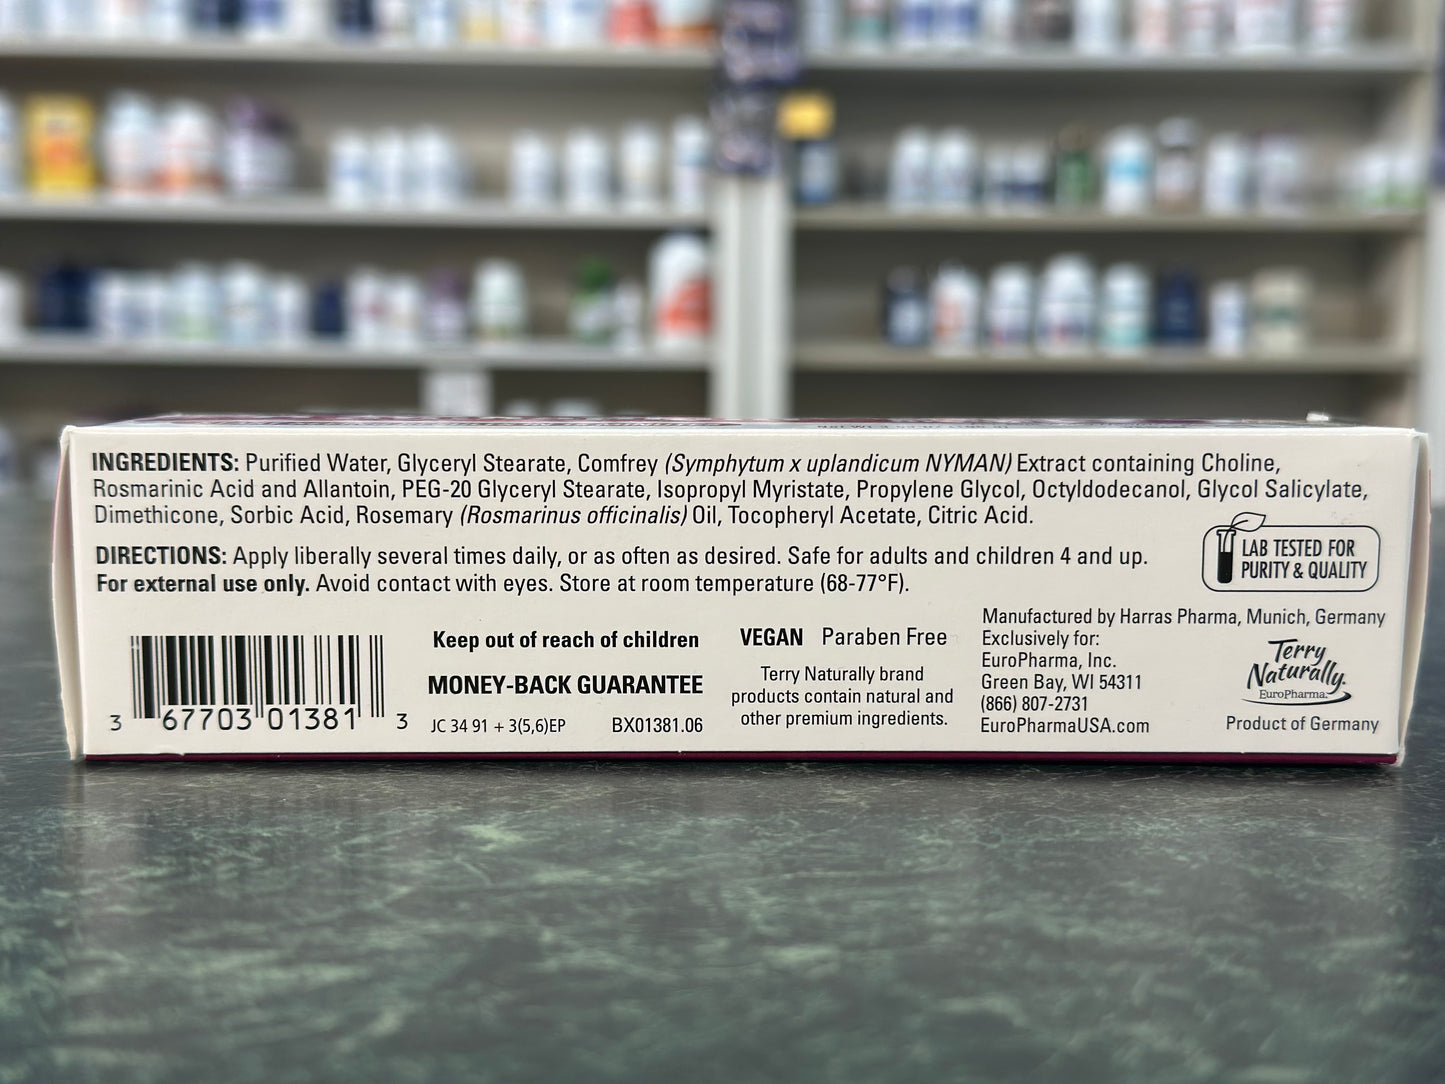 INGREDIENTS: Purified Water, Glyceryl Stearate, Comfrey (Symphytum x uplandicum NYMAN) Extract containing Choline,
Rosmarinic Acid and Allantoin, PEG-20 Glyceryl Stearate, Isopropyl Myristate, Propylene Glycol, Octyldodecanol, Glycol Salicylate,
Dimethicone, Sorbic Acid, Rosemary (Rosmarinus officinalis) Oil, Tocopheryl Acetate, Citric Acid.
DIRECTIONS: Apply liberally several times daily, or as often as desired. Safe for adults and children 4 and up.
For external use only. Avoid contact with eyes. Store at room temperature (68-77°F).
LAB TESTED FOR
PURITY & QUALITY
3 67703 01381 3
Keep out of reach of children
MONEY-BACK GUARANTEE
JC 34 91 + 3(5,6)EP BX01381.06
VEGAN Paraben Free
Terry Naturally brand
products contain natural and
other premium ingredients.
Manufactured by Harras Pharma, Munich, Germany
Exclusively for:
EuroPharma, Inc.
Green Bay, WI 54311
(866) 807-2731
EuroPharmaUSA.com
Terry
Naturally.
EuroPharma.
Product of Germany